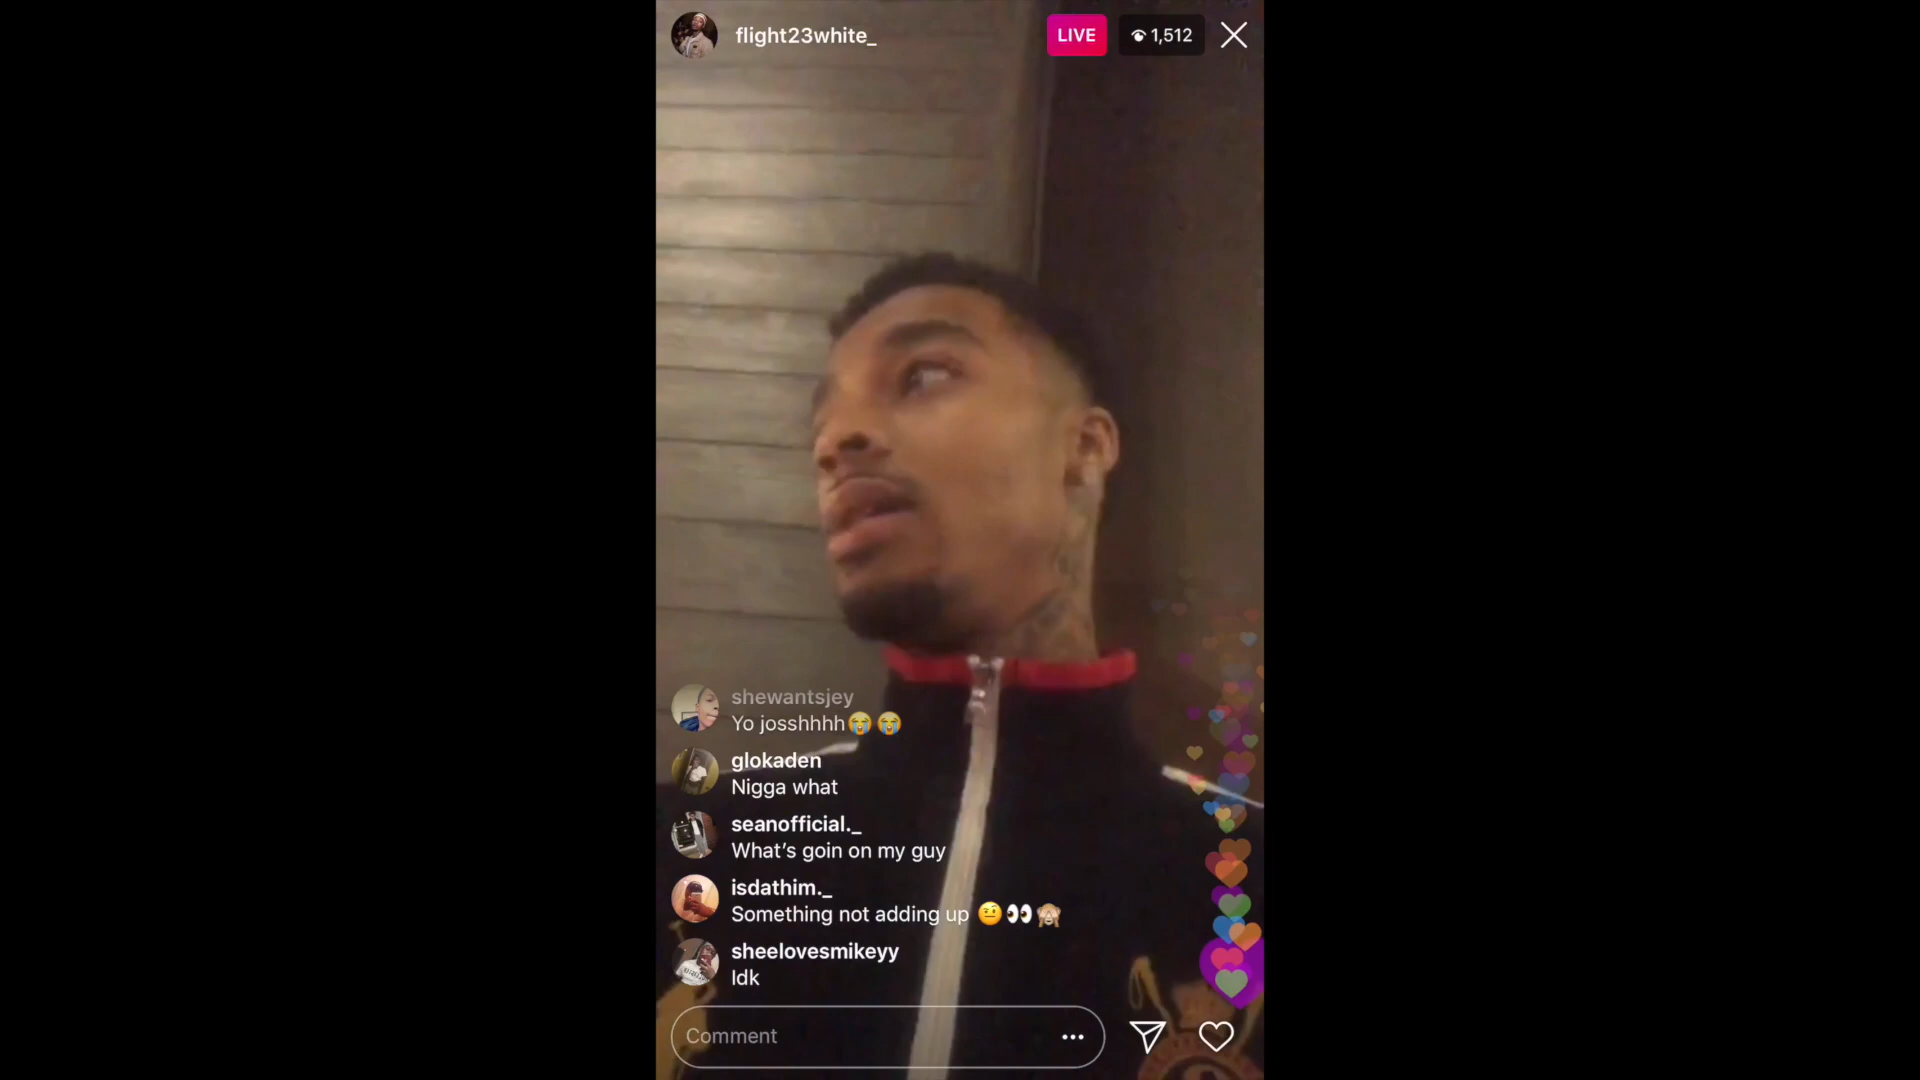 flight23white_
LIVE
1,512
shewantsjey
Yo josshhhh😭😭
glokaden
Nigga what
seanofficial._
What’s goin on my guy
isdathim._
Something not adding up 🤨👀🙈
sheelovesmikeyy
Idk
Comment